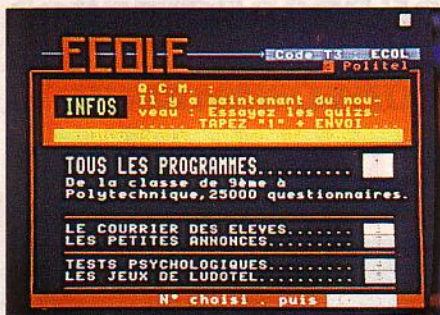 ECOLE
Code T3 ECOL
Politel
INFOS
Q.C.M. :
Il y a maintenant du nou-
veau : Essayez les quizs.
..... TAPEZ "1" + ENVOI ...
TOUS LES PROGRAMMES..........
De la classe de 9ème à
Polytechnique,25000 questionnaires.
LE COURRIER DES ELEVES.......
LES PETITES ANNONCES.........
TESTS PSYCHOLOGIQUES.........
LES JEUX DE LUDOTEL..........
N° choisi . puis